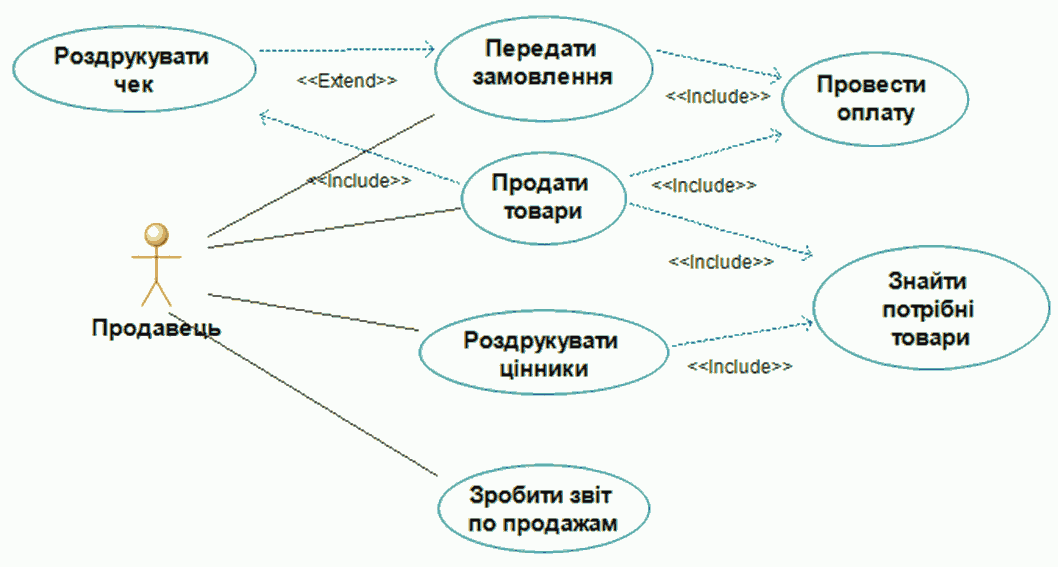 Роздрукувати
чек
<<Extend>>
Передати
замовлення
<<Include>>
Провести
оплату
<<Include>>
Продати
товари
<<Include>>
<<Include>>
Продавець
Знайти
потрібні
товари
Роздрукувати
цінники
<<Include>>
Зробити звіт
по продажам